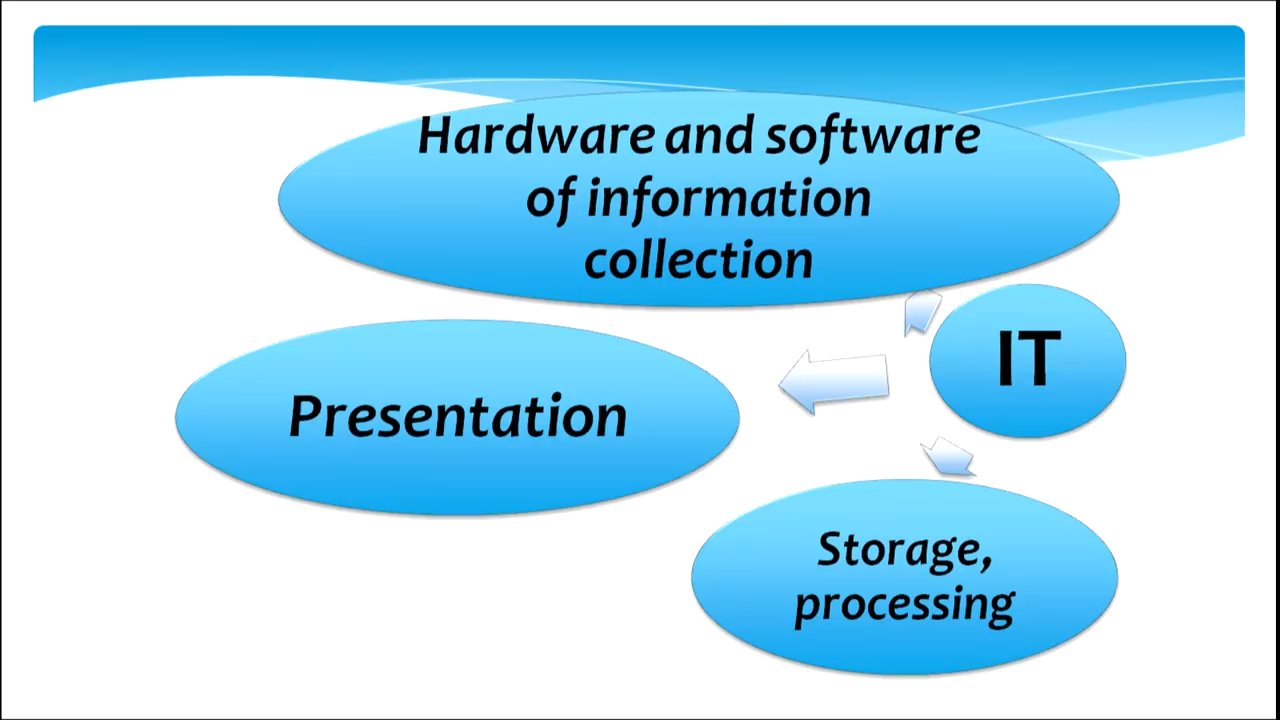 Hardware and software
of information
collection
IT
Presentation
Storage,
processing